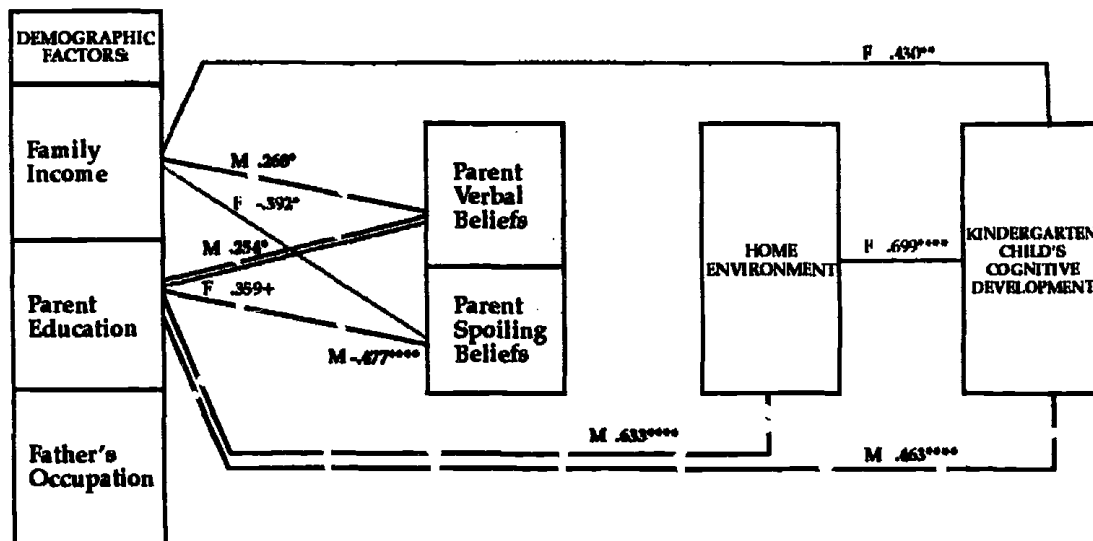 DEMOGRAPHIC
FACTORS:
Family
Income
Parent
Education
Father's
Occupation
F .430**
M .268*
F -.392*
M .254*
F .359+
M -.477****
Parent
Verbal
Beliefs
Parent
Spoiling
Beliefs
HOME
ENVIRONMENT
F .699****
KINDERGARTEN
CHILD'S
COGNITIVE
DEVELOPMENT
M .633****
M .463****